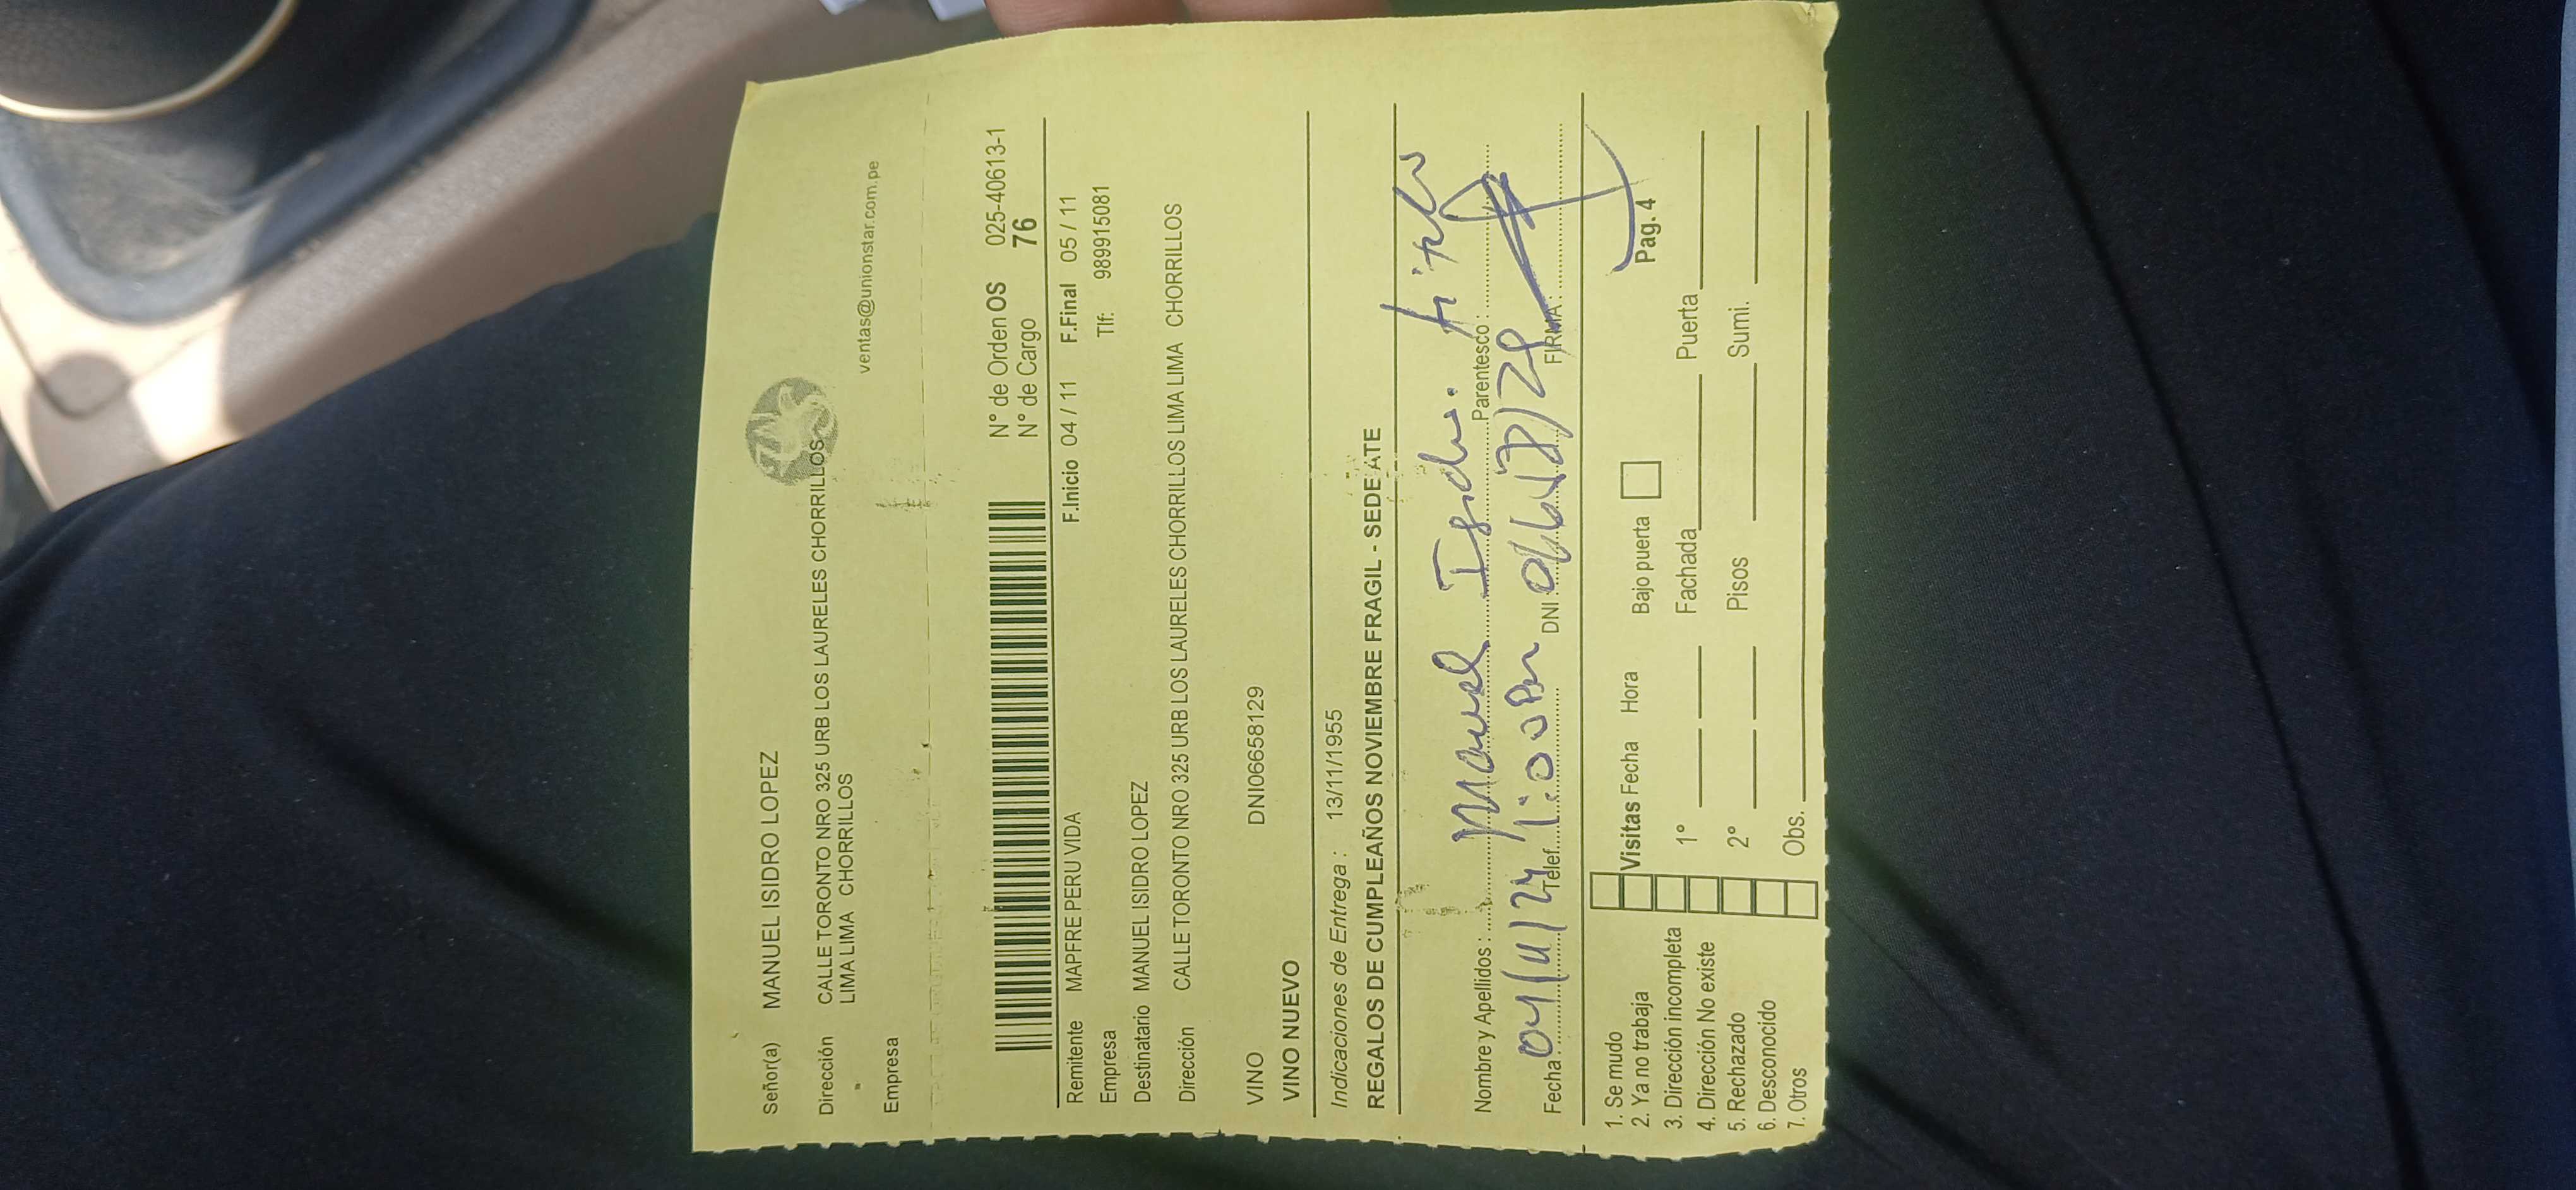 Señor(a) MANUEL ISIDRO LOPEZ
Dirección CALLE TORONTO NRO 325 URB LOS LAURELES CHORRILLOS
LIMA LIMA CHORRILLOS
Empresa
ventas@unionstar.com.pe
N° de Orden OS 025-40613-1
N° de Cargo 76
Remitente MAPFRE PERU VIDA F.Inicio 04 / 11 F.Final 05 / 11
Empresa Tlf: 989915081
Destinatario MANUEL ISIDRO LOPEZ
Dirección CALLE TORONTO NRO 325 URB LOS LAURELES CHORRILLOS LIMA LIMA CHORRILLOS
VINO DNI06658129
VINO NUEVO
Indicaciones de Entrega : 13/11/1955
REGALOS DE CUMPLEAÑOS NOVIEMBRE FRAGIL - SEDE ATE
Nombre y Apellidos : Manuel Isidro. Parentesco : titular
Fecha : 04/11/24 Telef. 1:00 Pm DNI : FIRMA :
Pag. 4
1. Se mudo
2. Ya no trabaja
3. Dirección incompleta
4. Dirección No existe
5. Rechazado
6. Desconocido
7. Otros
Visitas Fecha Hora Bajo puerta
1° Fachada Puerta
2° Pisos Sumi.
Obs.